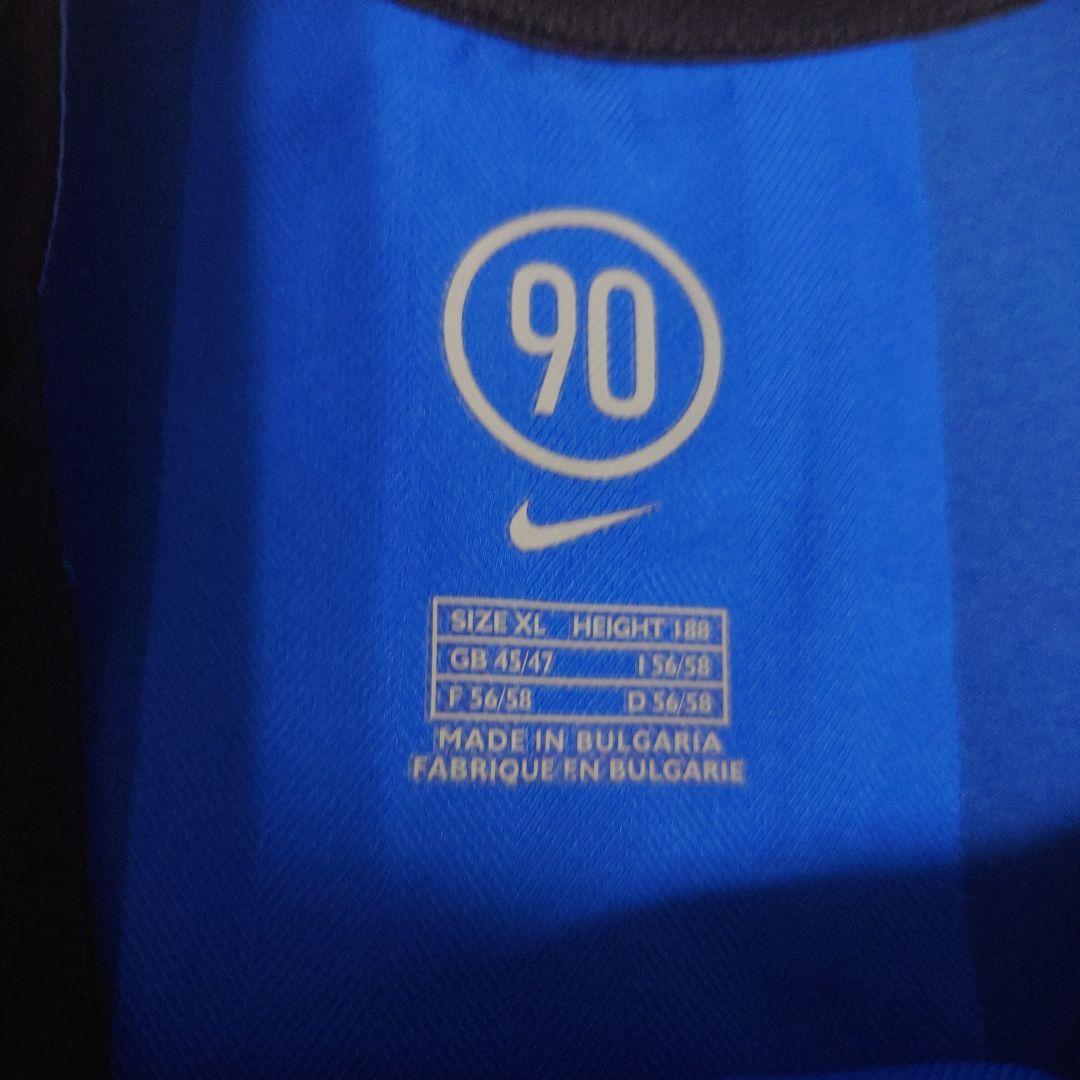 90
SIZE XL HEIGHT 188
GB 45/47 I 56/58
F 56/58 D 56/58
MADE IN BULGARIA
FABRIQUE EN BULGARIE